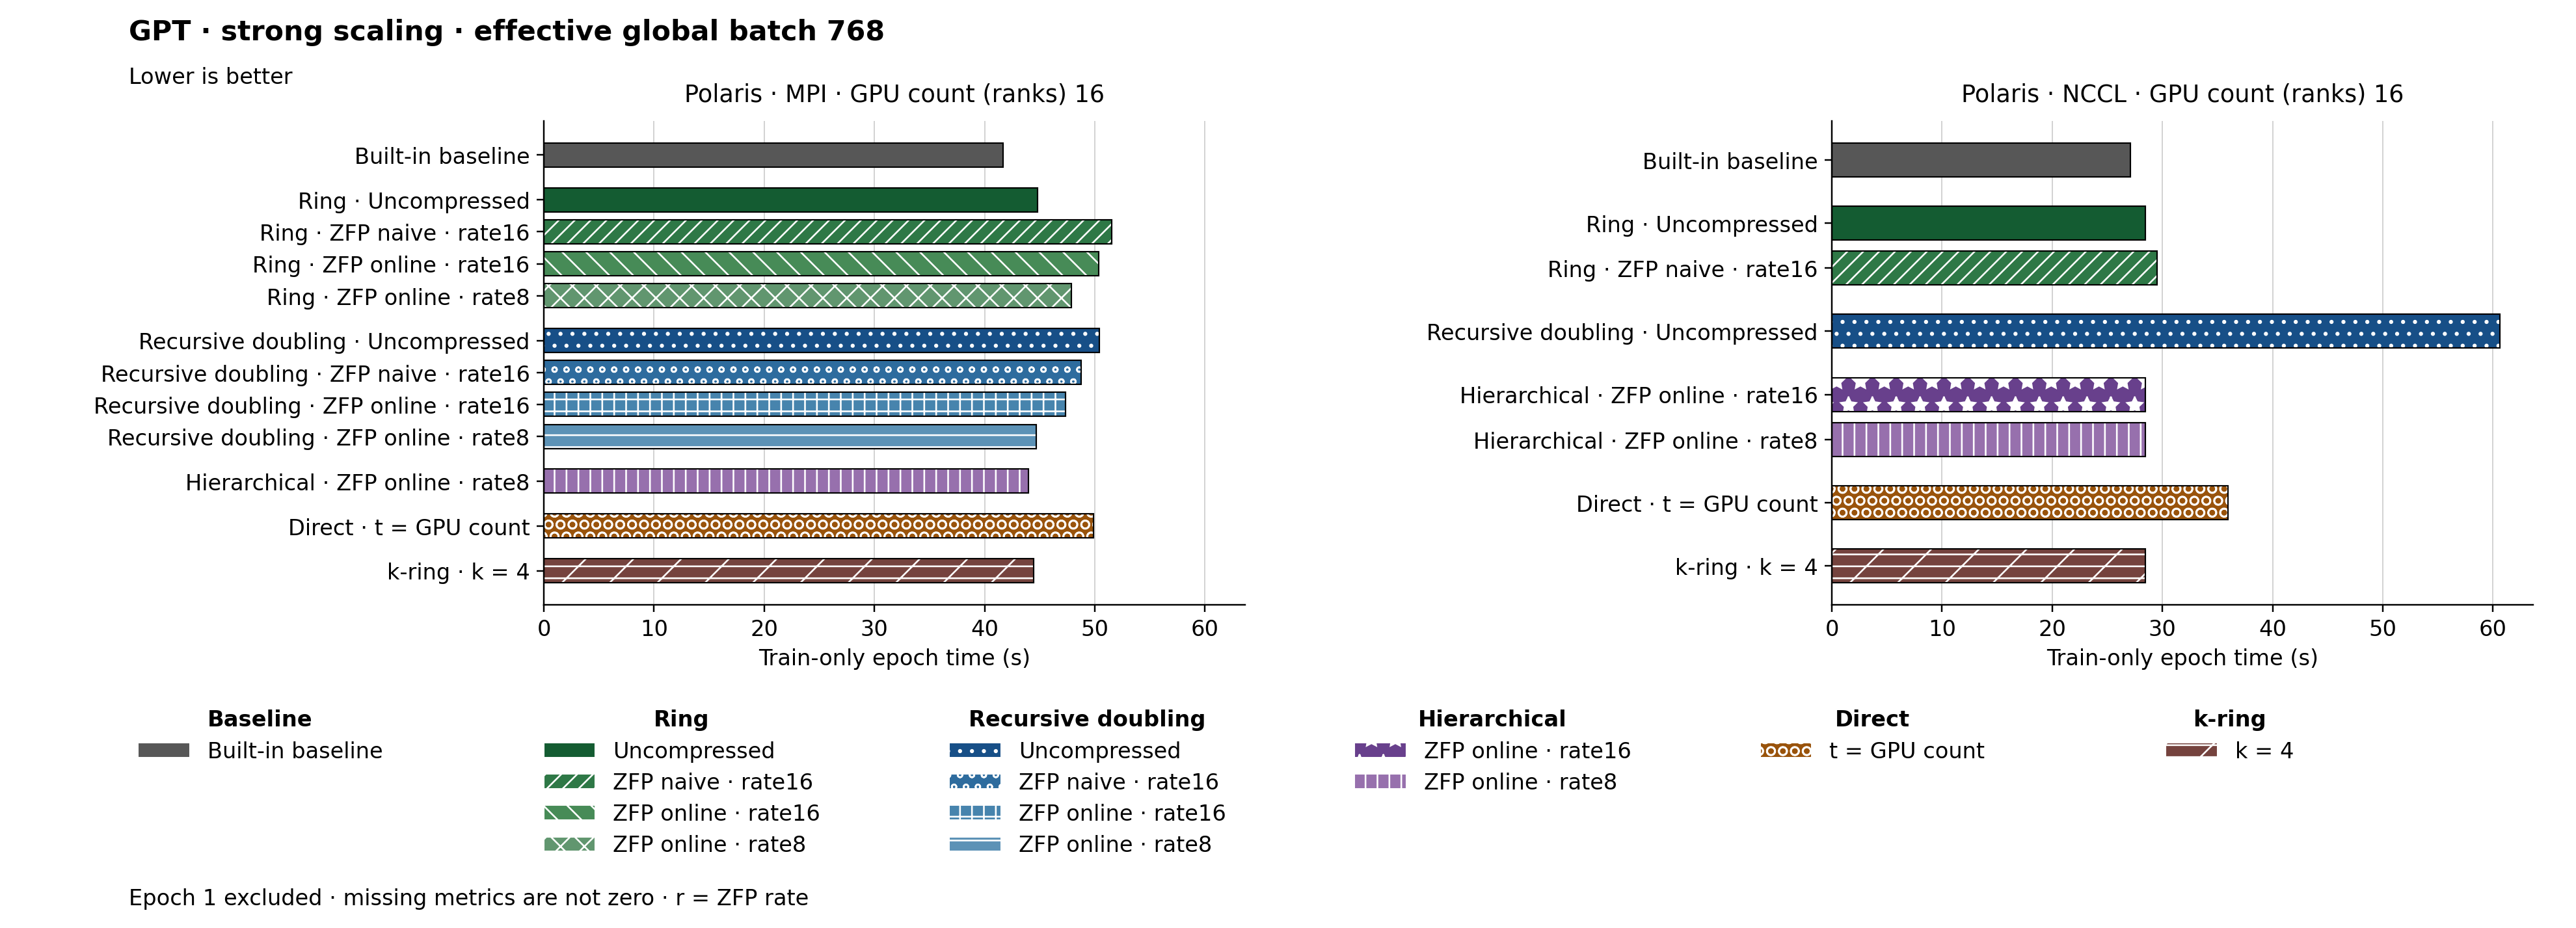 GPT · strong scaling · effective global batch 768
Lower is better
Polaris · MPI · GPU count (ranks) 16
Built-in baseline
Ring · Uncompressed
Ring · ZFP naive · rate16
Ring · ZFP online · rate16
Ring · ZFP online · rate8
Recursive doubling · Uncompressed
Recursive doubling · ZFP naive · rate16
Recursive doubling · ZFP online · rate16
Recursive doubling · ZFP online · rate8
Hierarchical · ZFP online · rate8
Direct · t = GPU count
k-ring · k = 4
0 10 20 30 40 50 60
Train-only epoch time (s)
Polaris · NCCL · GPU count (ranks) 16
Built-in baseline
Ring · Uncompressed
Ring · ZFP naive · rate16
Recursive doubling · Uncompressed
Hierarchical · ZFP online · rate16
Hierarchical · ZFP online · rate8
Direct · t = GPU count
k-ring · k = 4
0 10 20 30 40 50 60
Train-only epoch time (s)
Baseline
Built-in baseline
Ring
Uncompressed
ZFP naive · rate16
ZFP online · rate16
ZFP online · rate8
Recursive doubling
Uncompressed
ZFP naive · rate16
ZFP online · rate16
ZFP online · rate8
Hierarchical
ZFP online · rate16
ZFP online · rate8
Direct
t = GPU count
k-ring
k = 4
Epoch 1 excluded · missing metrics are not zero · r = ZFP rate